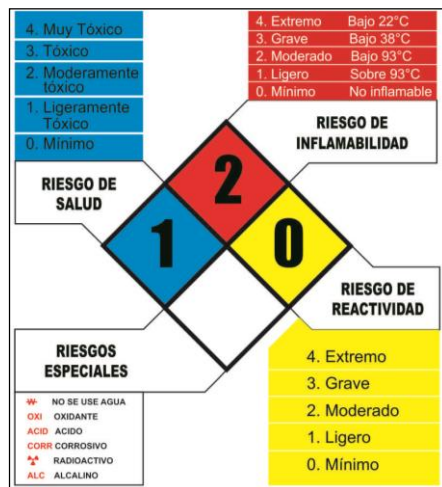 4. Muy Tóxico
3. Tóxico
2. Moderamente
tóxico
1. Ligeramente
Tóxico
0. Mínimo
4. Extremo Bajo 22°C
3. Grave Bajo 38°C
2. Moderado Bajo 93°C
1. Ligero Sobre 93°C
0. Mínimo No inflamable
RIESGO DE
SALUD
RIESGO DE
INFLAMABILIDAD
2
1
0
RIESGOS
ESPECIALES
RIESGO DE
REACTIVIDAD
W NO SE USE AGUA
OXI OXIDANTE
ACID ACIDO
CORR CORROSIVO
RADIOACTIVO
ALC ALCALINO
4. Extremo
3. Grave
2. Moderado
1. Ligero
0. Mínimo